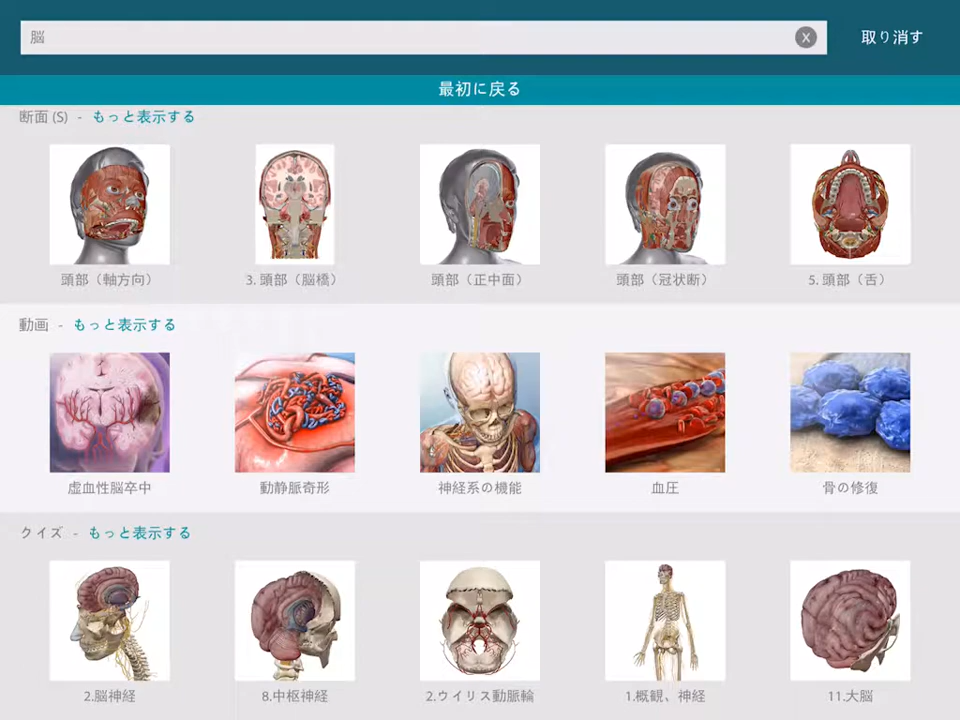 脳
X
取り消す
最初に戻る
断面 (S) - もっと表示する
頭部（軸方向）
3. 頭部（脳橋）
頭部（正中面）
頭部（冠状断）
5. 頭部（舌）
動画 - もっと表示する
虚血性脳卒中
動静脈奇形
神経系の機能
血圧
骨の修復
クイズ - もっと表示する
2.脳神経
8.中枢神経
2.ウイリス動脈輪
1.概観、神経
11.大脳